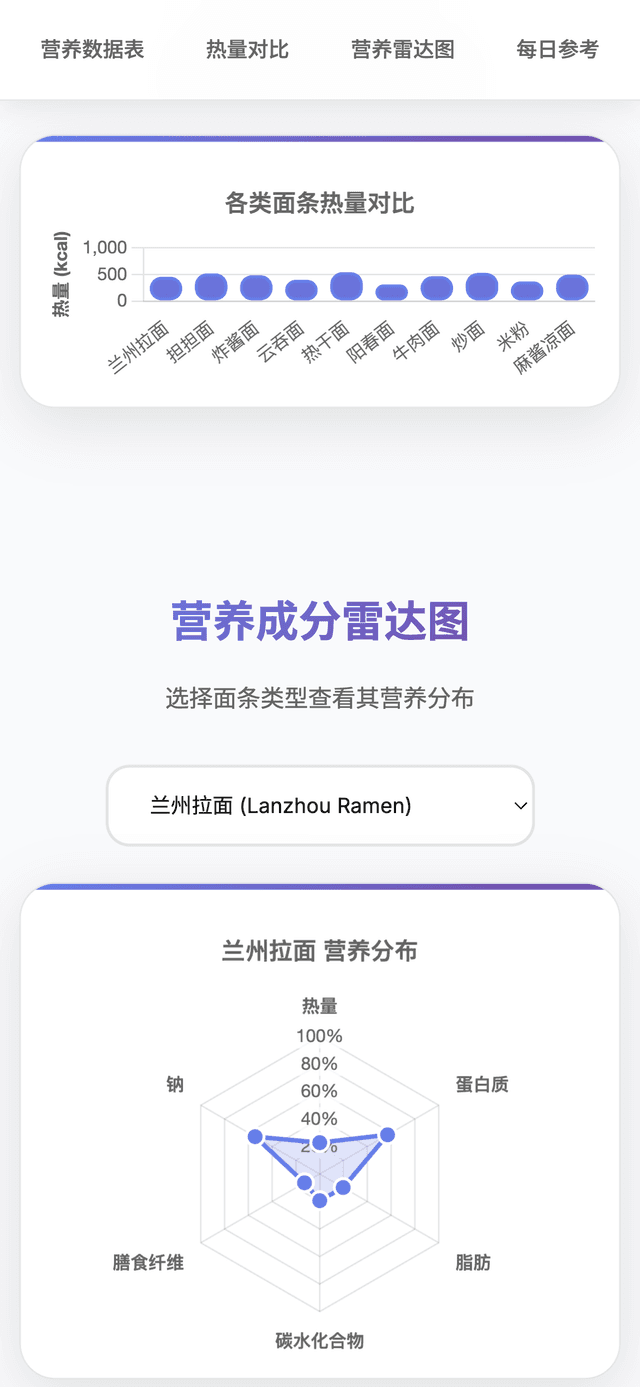 营养数据表 热量对比 营养雷达图 每日参考
各类面条热量对比
热量 (kcal)
1,000
500
0
兰州拉面 担担面 炸酱面 云吞面 热干面 阳春面 牛肉面 炒面 米粉 麻酱凉面
营养成分雷达图
选择面条类型查看其营养分布
兰州拉面 (Lanzhou Ramen)
兰州拉面 营养分布
热量
100%
80%
60%
40%
钠
蛋白质
膳食纤维
脂肪
碳水化合物